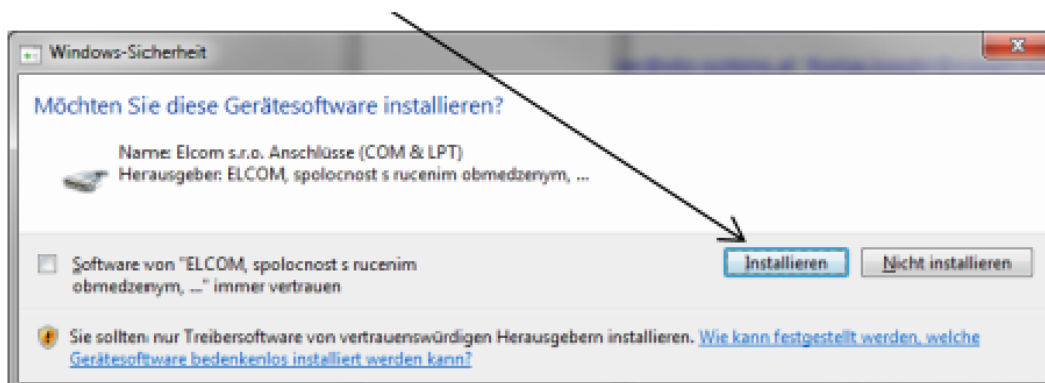 Windows-Sicherheit
Möchten Sie diese Gerätesoftware installieren?
Name: Elcom s.r.o. Anschlüsse (COM & LPT)
Herausgeber: ELCOM, spolocnost s rucenim obmedzenym, ...
Software von "ELCOM, spolocnost s rucenim
obmedzenym, ..." immer vertrauen
Installieren
Nicht installieren
Sie sollten nur Treibersoftware von vertrauenswürdigen Herausgebern installieren. Wie kann festgestellt werden, welche
Gerätesoftware bedenkenlos installiert werden kann?